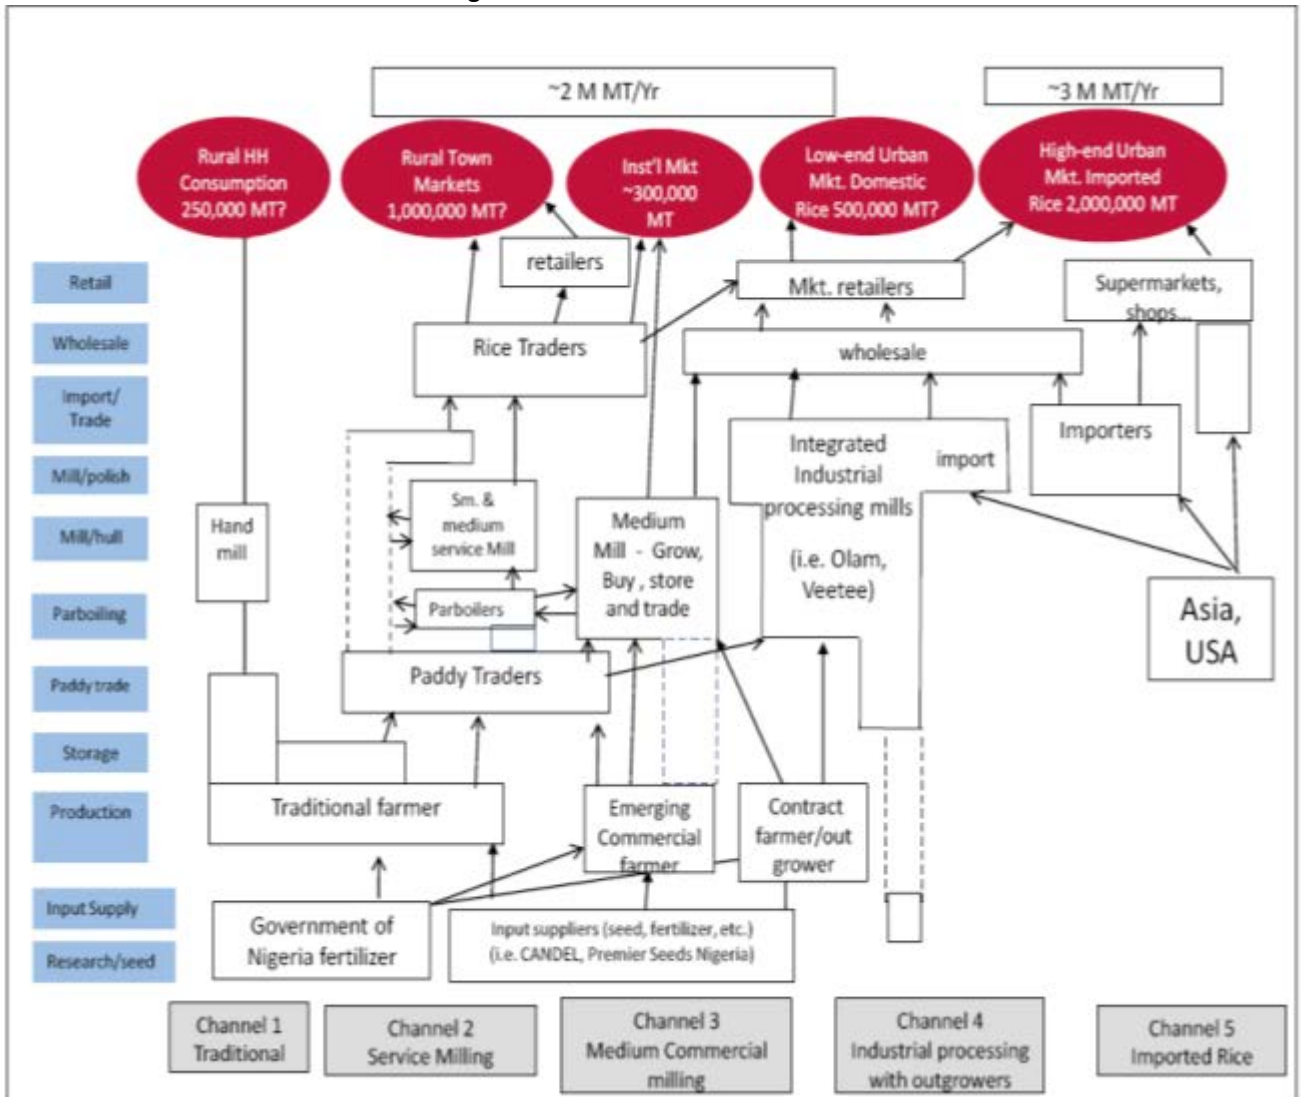 ~2 M MT/Yr
~3 M MT/Yr
Rural HH
Consumption
250,000 MT?
Rural Town
Markets
1,000,000 MT?
Inst'l Mkt
~300,000
MT
Low-end Urban
Mkt. Domestic
Rice 500,000 MT?
High-end Urban
Mkt. Imported
Rice 2,000,000 MT
retailers
Mkt. retailers
Supermarkets,
shops...
Retail
Wholesale
Import/
Trade
Mill/polish
Mill/hull
Parboiling
Paddy trade
Storage
Production
Input Supply
Research/seed
Rice Traders
wholesale
Importers
Integrated
Industrial
processing mills
(i.e. Olam,
Veetee)
import
Hand
mill
Sm. &
medium
service Mill
Medium
Mill - Grow,
Buy , store
and trade
Parboilers
Asia,
USA
Paddy Traders
Traditional farmer
Emerging
Commercial
farmer
Contract
farmer/out
grower
Government of
Nigeria fertilizer
Input suppliers (seed, fertilizer, etc.)
(i.e. CANDEL, Premier Seeds Nigeria)
Channel 1
Traditional
Channel 2
Service Milling
Channel 3
Medium Commercial
milling
Channel 4
Industrial processing
with outgrowers
Channel 5
Imported Rice